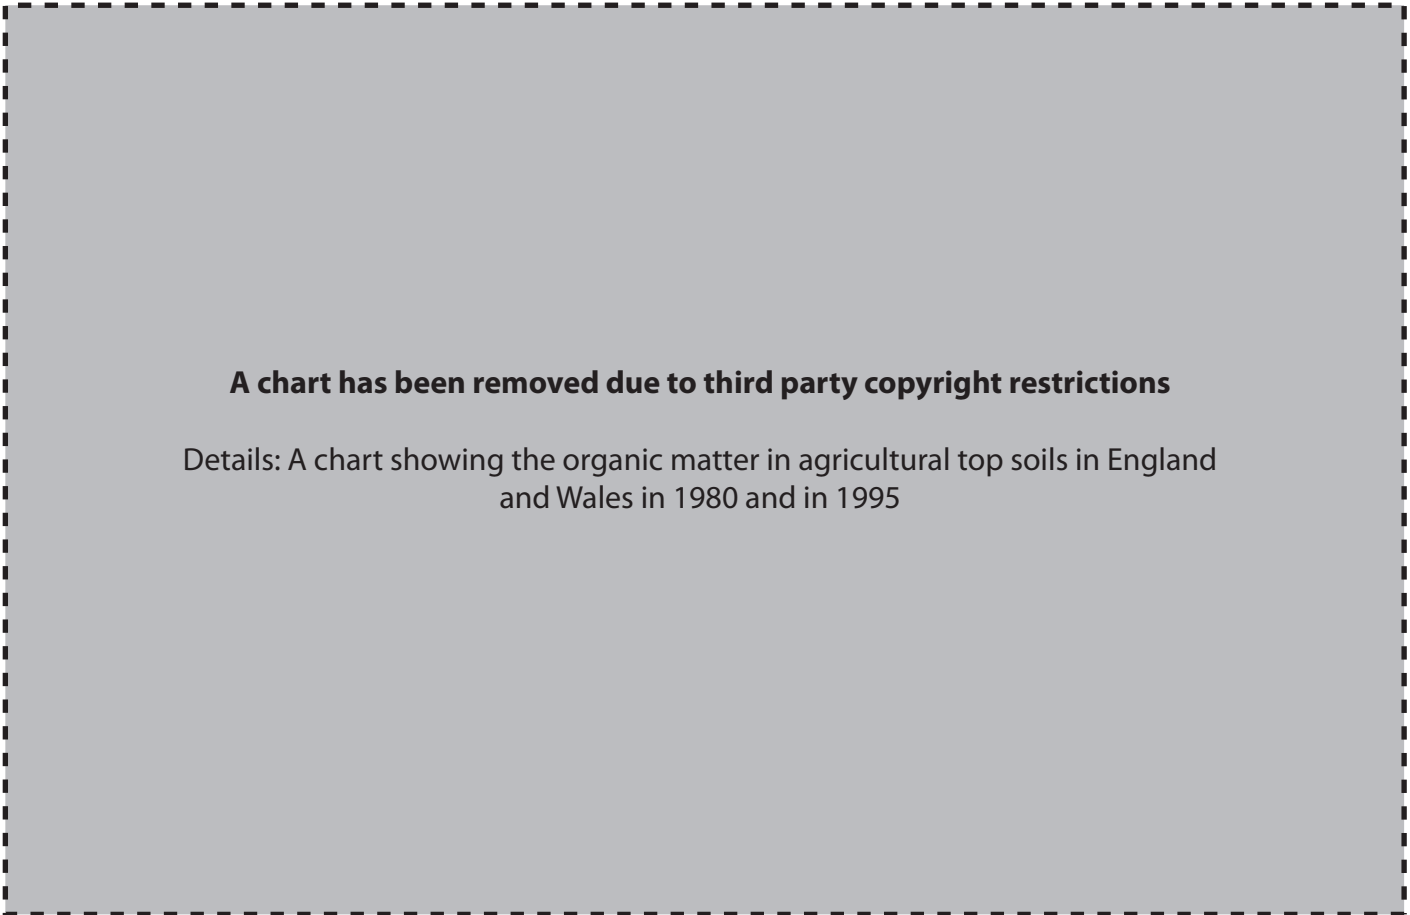 A chart has been removed due to third party copyright restrictions
Details: A chart showing the organic matter in agricultural top soils in England
and Wales in 1980 and in 1995